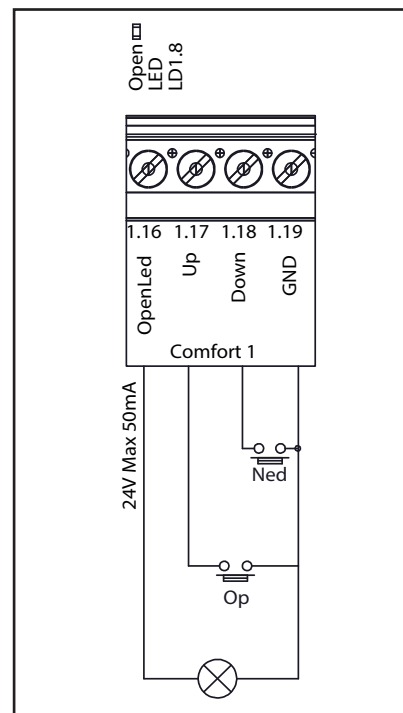 Open
LED
LD1.8
1.16 1.17 1.18 1.19
OpenLed
Up
Down
GND
Comfort 1
24V Max 50mA
Ned
Op